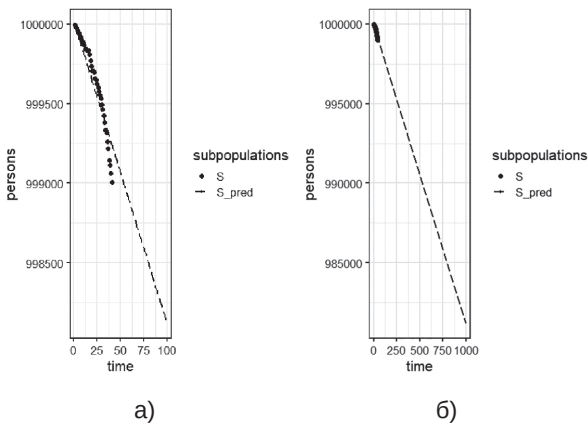 1000000
999500
999000
998500
persons
0 25 50 75 100
time
subpopulations
S
S_pred
а)
1000000
995000
990000
985000
persons
0 250 500 750 1000
time
subpopulations
S
S_pred
б)